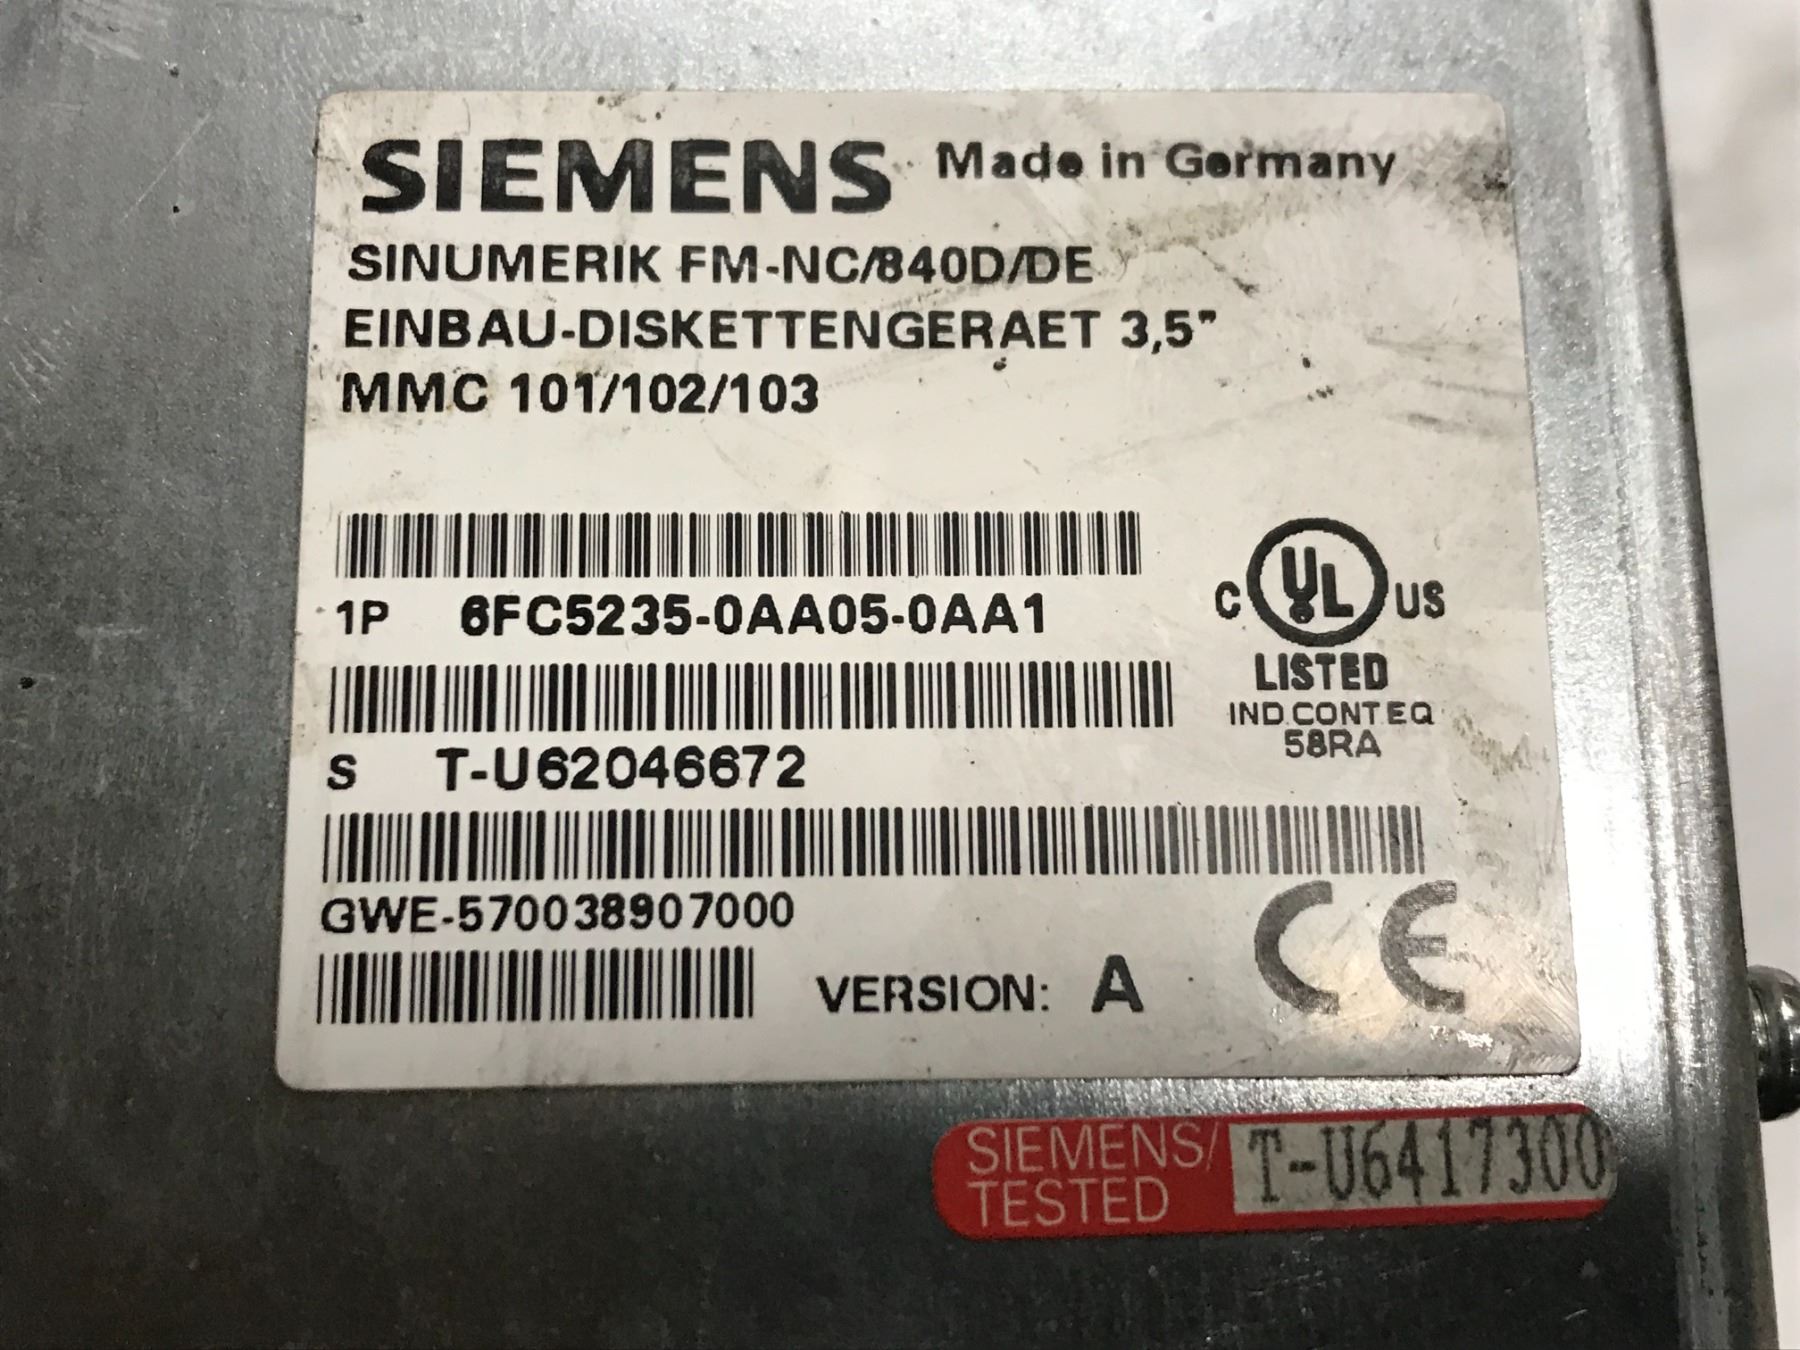 SIEMENS Made in Germany
SINUMERIK FM-NC/840D/DE
EINBAU-DISKETTENGERAET 3,5"
MMC 101/102/103
1P 6FC5235-0AA05-0AA1
C UL US
LISTED
IND.CONT.EQ
58RA
S T-U62046672
GWE-570038907000
VERSION: A CE
SIEMENS/ T-U6417300
TESTED